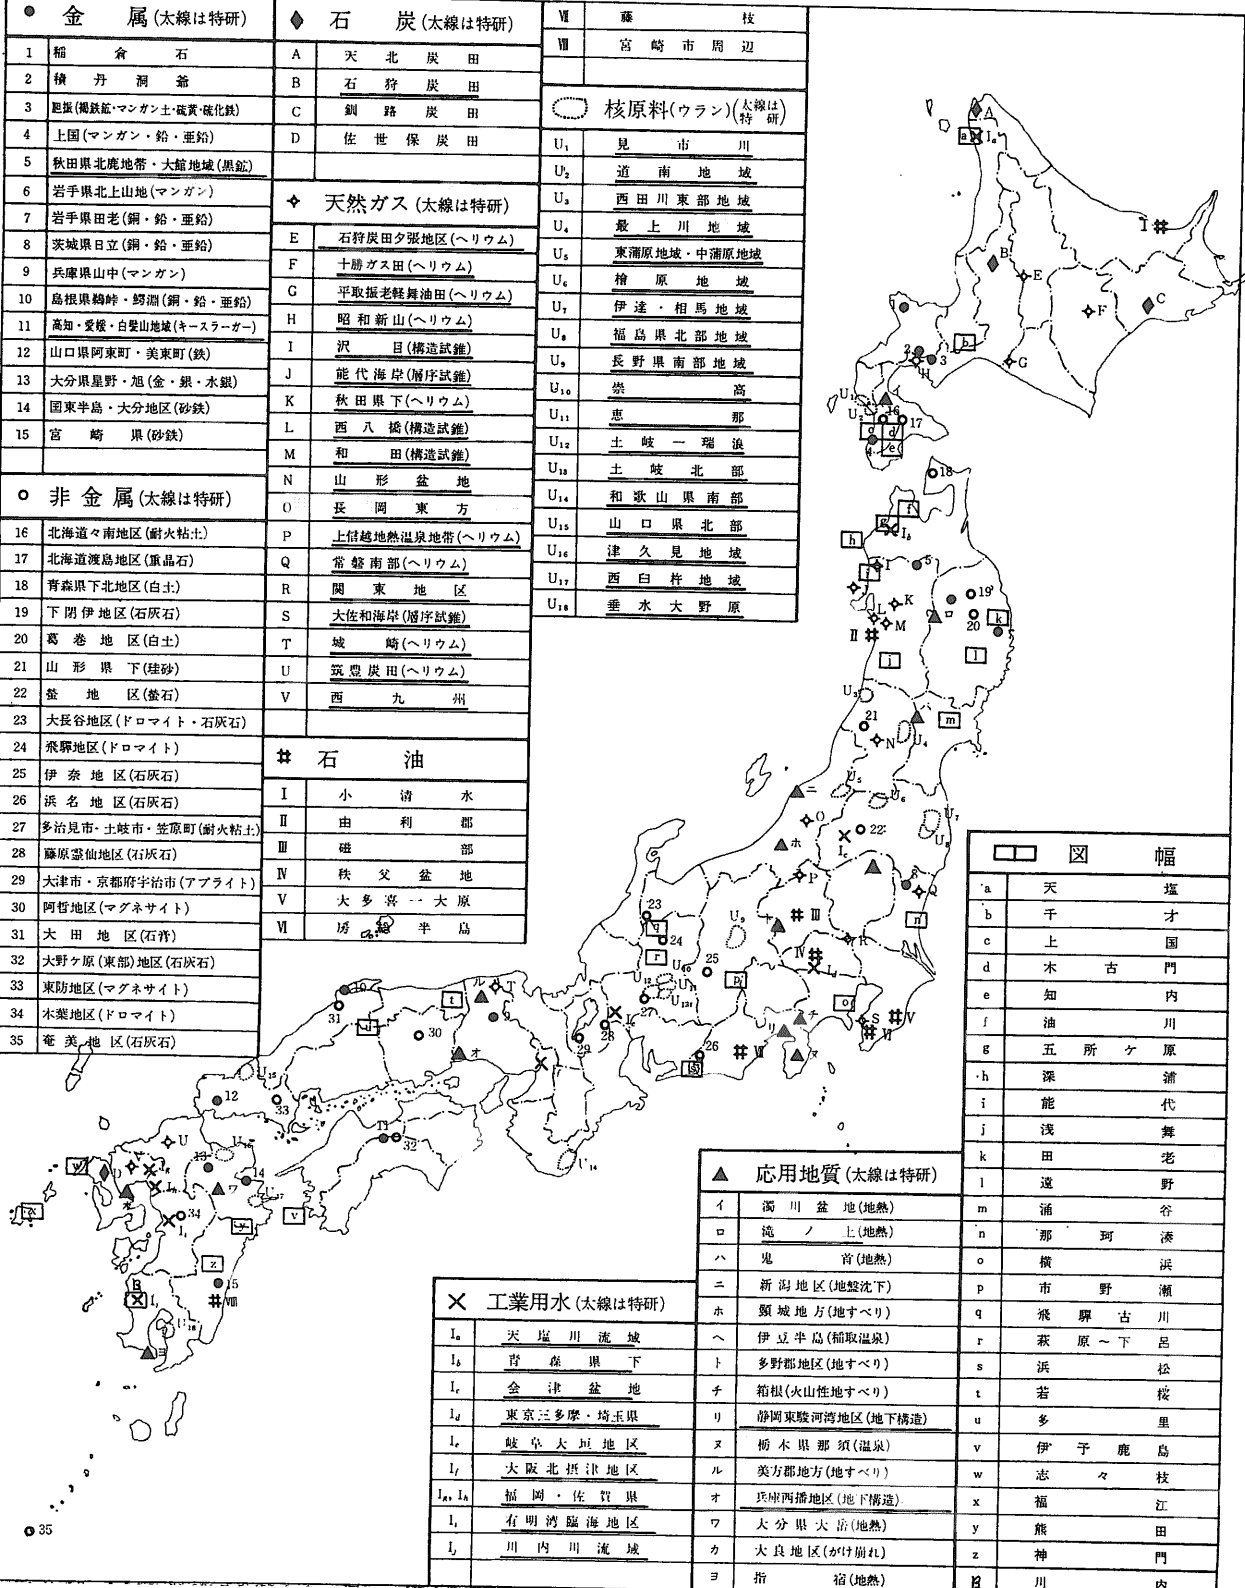 金 属 (太線は特研)
1 稲倉石
2 積丹洞爺
3 胆振(褐鉄鉱・マンガン土・硫黄・硫化鉄)
4 上国(マンガン・鉛・亜鉛)
5 秋田県北鹿地帯・大館地域(黒鉱)
6 岩手県北上山地(マンガン)
7 岩手県田老(銅・鉛・亜鉛)
8 茨城県日立(銅・鉛・亜鉛)
9 兵庫県山中(マンガン)
10 島根県鵜峠・鰐淵(銅・鉛・亜鉛)
11 高知・愛媛・白髪山地域(キースラーガー)
12 山口県阿東町・美東町(鉄)
13 大分県星野・旭(金・銀・水銀)
14 国東半島・大分地区(砂鉄)
15 宮崎県(砂鉄)
非金属(太線は特研)
16 北海道々南地区(耐火粘土)
17 北海道渡島地区(重晶石)
18 青森県下北地区(白土)
19 下閉伊地区(石灰石)
20 葛巻地区(白土)
21 山形県下(珪砂)
22 蛍地区(蛍石)
23 大長谷地区(ドロマイト・石灰石)
24 飛驒地区(ドロマイト)
25 伊奈地区(石灰石)
26 浜名地区(石灰石)
27 多治見市・土岐市・笠原町(耐火粘土)
28 藤原霊仙地区(石灰石)
29 大津市・京都府宇治市(アプライト)
30 阿哲地区(マグネサイト)
31 大田地区(石膏)
32 大野ケ原(東部)地区(石灰石)
33 東防地区(マグネサイト)
34 木葉地区(ドロマイト)
35 奄美地区(石灰石)
石 炭(太線は特研)
A 天北炭田
B 石狩炭田
C 釧路炭田
D 佐世保炭田
天然ガス(太線は特研)
E 石狩炭田夕張地区(ヘリウム)
F 十勝ガス田(ヘリウム)
G 平取振老軽舞油田(ヘリウム)
H 昭和新山(ヘリウム)
I 沢目(構造試錐)
J 能代海岸(層序試錐)
K 秋田県下(ヘリウム)
L 西八橋(構造試錐)
M 和田(構造試錐)
N 山形盆地
O 長岡東方
P 上信越地熱温泉地帯(ヘリウム)
Q 常磐南部(ヘリウム)
R 関東地区
S 大佐和海岸(層序試錐)
T 城崎(ヘリウム)
U 筑豊炭田(ヘリウム)
V 西九州
石 油
I 小清水
II 由利郡
III 磯部
IV 秩父盆地
V 大多喜一大原
VI 房総半島
VII 藤枝
VIII 宮崎市周辺
核原料(ウラン)(太線は特研)
U1 見市川
U2 道南地域
U3 西田川東部地域
U4 最上川地域
U5 東蒲原地域・中蒲原地域
U6 檜原地域
U7 伊達・相馬地域
U8 福島県北部地域
U9 長野県南部地域
U10 崇高
U11 恵那
U12 土岐一瑞浪
U13 土岐北部
U14 和歌山県南部
U15 山口県北部
U16 津久見地域
U17 西臼杵地域
U18 垂水大野原
図 幅
a 天塩
b 千才
c 上国
d 木古門
e 知内
f 油川
g 五所ケ原
h 深浦
i 能代
j 浅舞
k 田老
l 遠野
m 涌谷
n 那珂湊
o 横浜
p 市野瀬
q 飛驒古川
r 萩原～下呂
s 浜松
t 若桜
u 多里
v 伊予鹿島
w 志々枝
x 福江
y 熊田
z 神門
川内
応用地質(太線は特研)
イ 濁川盆地(地熱)
ロ 滝ノ上(地熱)
ハ 鬼首(地熱)
ニ 新潟地区(地盤沈下)
ホ 頸城地方(地すべり)
ヘ 伊豆半島(稲取温泉)
ト 多野郡地区(地すべり)
チ 箱根(火山性地すべり)
リ 静岡東駿河湾地区(地下構造)
ヌ 栃木県那須(温泉)
ル 美方郡地方(地すべり)
オ 兵庫西播地区(地下構造)
ワ 大分県大岳(地熱)
カ 大良地区(がけ崩れ)
ヨ 指宿(地熱)
工業用水(太線は特研)
Ia 天塩川流域
Ib 青森県下
Ic 会津盆地
Id 東京三多摩・埼玉県
Ie 岐阜大垣地区
If 大阪北摂津地区
Ig, Ih 福岡・佐賀県
Ii 有明湾臨海地区
Ij 川内川流域